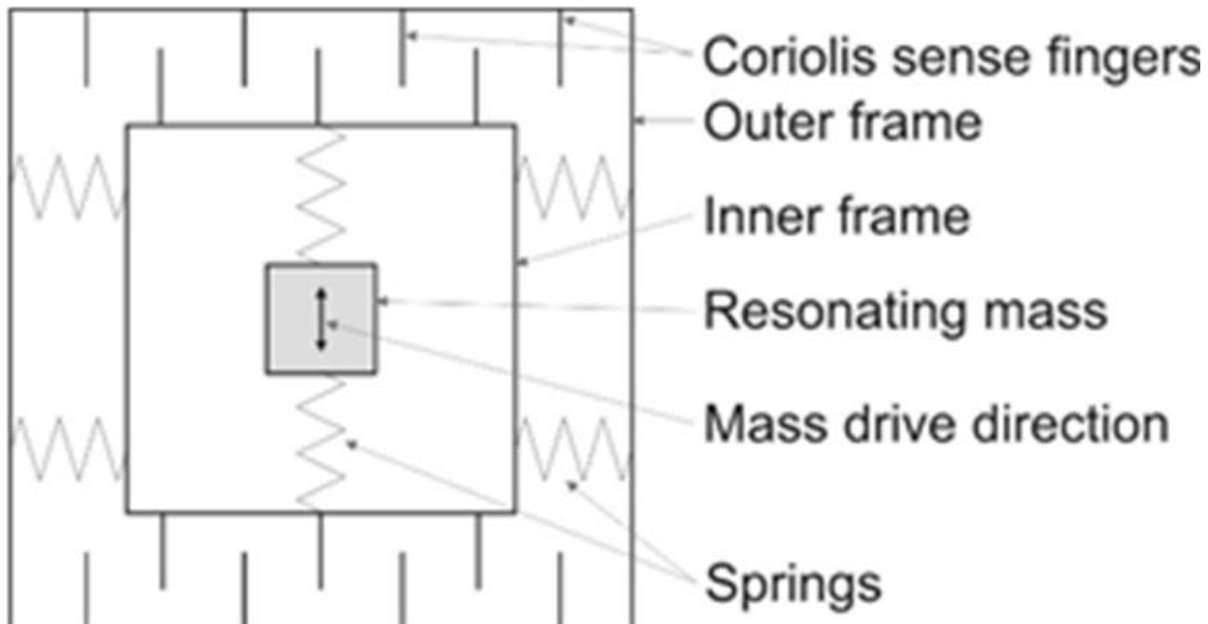 Coriolis sense fingers
Outer frame
Inner frame
Resonating mass
Mass drive direction
Springs